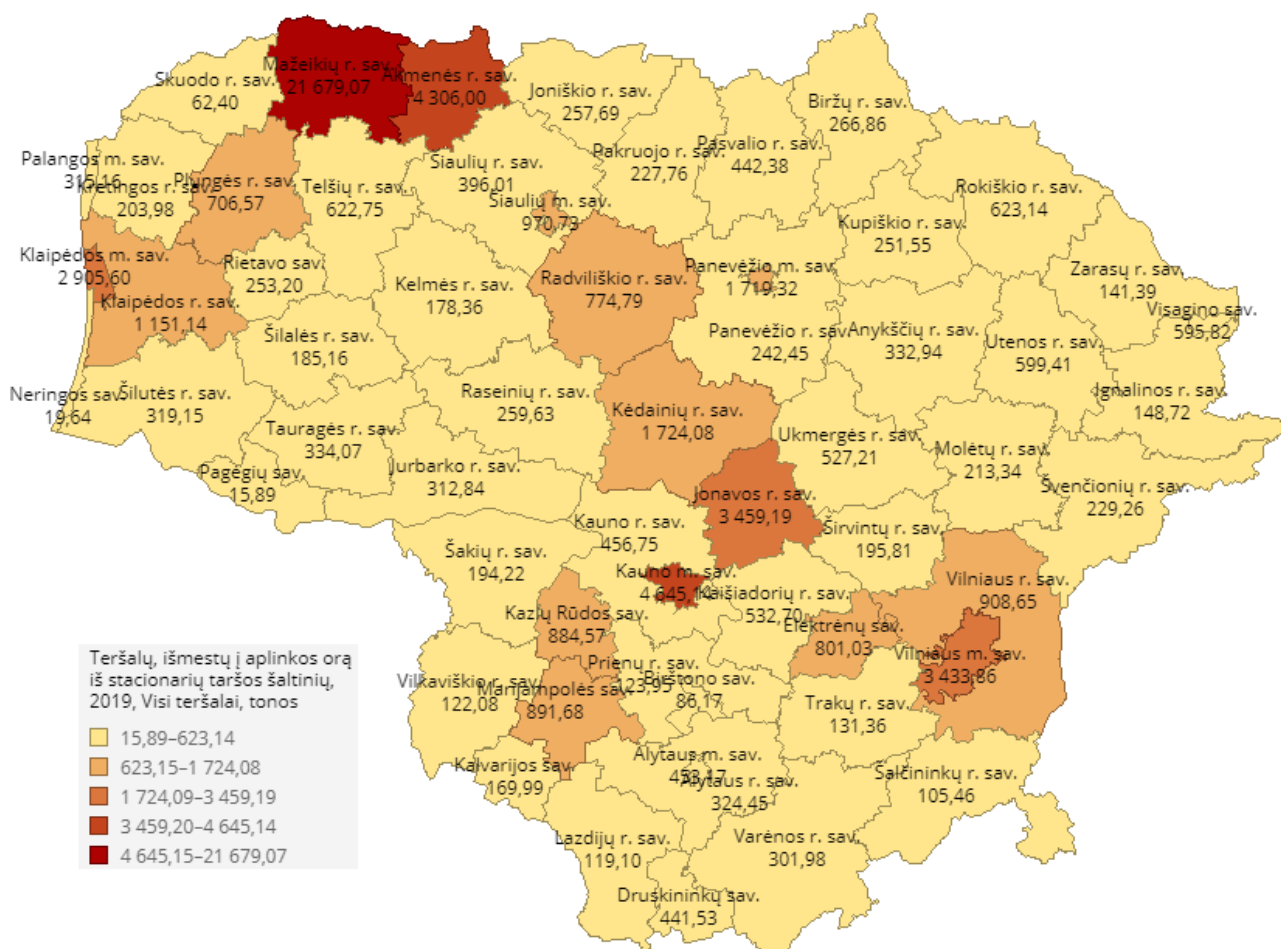 Mažeikių r. sav.
21 679,07
Akmenės r. sav.
4 306,00
Skuodo r. sav.
62,40
Joniškio r. sav.
257,69
Biržų r. sav.
266,86
Pasvalio r. sav.
442,38
Pakruojo r. sav.
227,76
Palangos m. sav.
315,16
Kretingos r. sav.
203,98
Plungės r. sav.
706,57
Telšių r. sav.
622,75
Šiaulių r. sav.
396,01
Šiaulių m. sav.
970,73
Rokiškio r. sav.
623,14
Kupiškio r. sav.
251,55
Klaipėdos m. sav.
2 905,60
Klaipėdos r. sav.
1 151,14
Rietavo sav.
253,20
Kelmės r. sav.
178,36
Radviliškio r. sav.
774,79
Panevėžio m. sav.
1 719,32
Zarasų r. sav.
141,39
Visagino sav.
595,82
Šilalės r. sav.
185,16
Panevėžio r. sav.
242,45
Anykščių r. sav.
332,94
Utenos r. sav.
599,41
Ignalinos r. sav.
148,72
Neringos sav.
19,64
Šilutės r. sav.
319,15
Raseinių r. sav.
259,63
Kėdainių r. sav.
1 724,08
Tauragės r. sav.
334,07
Ukmergės r. sav.
527,21
Molėtų r. sav.
213,34
Pagėgių sav.
15,89
Jurbarko r. sav.
312,84
Jonavos r. sav.
3 459,19
Švenčionių r. sav.
229,26
Kauno r. sav.
456,75
Širvintų r. sav.
195,81
Šakių r. sav.
194,22
Kauno m. sav.
4 645,14
Kaišiadorių r. sav.
532,70
Vilniaus r. sav.
908,65
Kazlų Rūdos sav.
884,57
Elektrėnų sav.
801,03
Vilniaus m. sav.
3 433,86
Prienų r. sav.
123,95
Birštono sav.
86,17
Vilkaviškio r. sav.
122,08
Marijampolės sav.
891,68
Trakų r. sav.
131,36
Kalvarijos sav.
169,99
Alytaus m. sav.
453,17
Alytaus r. sav.
324,45
Šalčininkų r. sav.
105,46
Lazdijų r. sav.
119,10
Varėnos r. sav.
301,98
Druskininkų sav.
441,53
Teršalų, išmestų į aplinkos orą
iš stacionarių taršos šaltinių,
2019, Visi teršalai, tonos
15,89–623,14
623,15–1 724,08
1 724,09–3 459,19
3 459,20–4 645,14
4 645,15–21 679,07